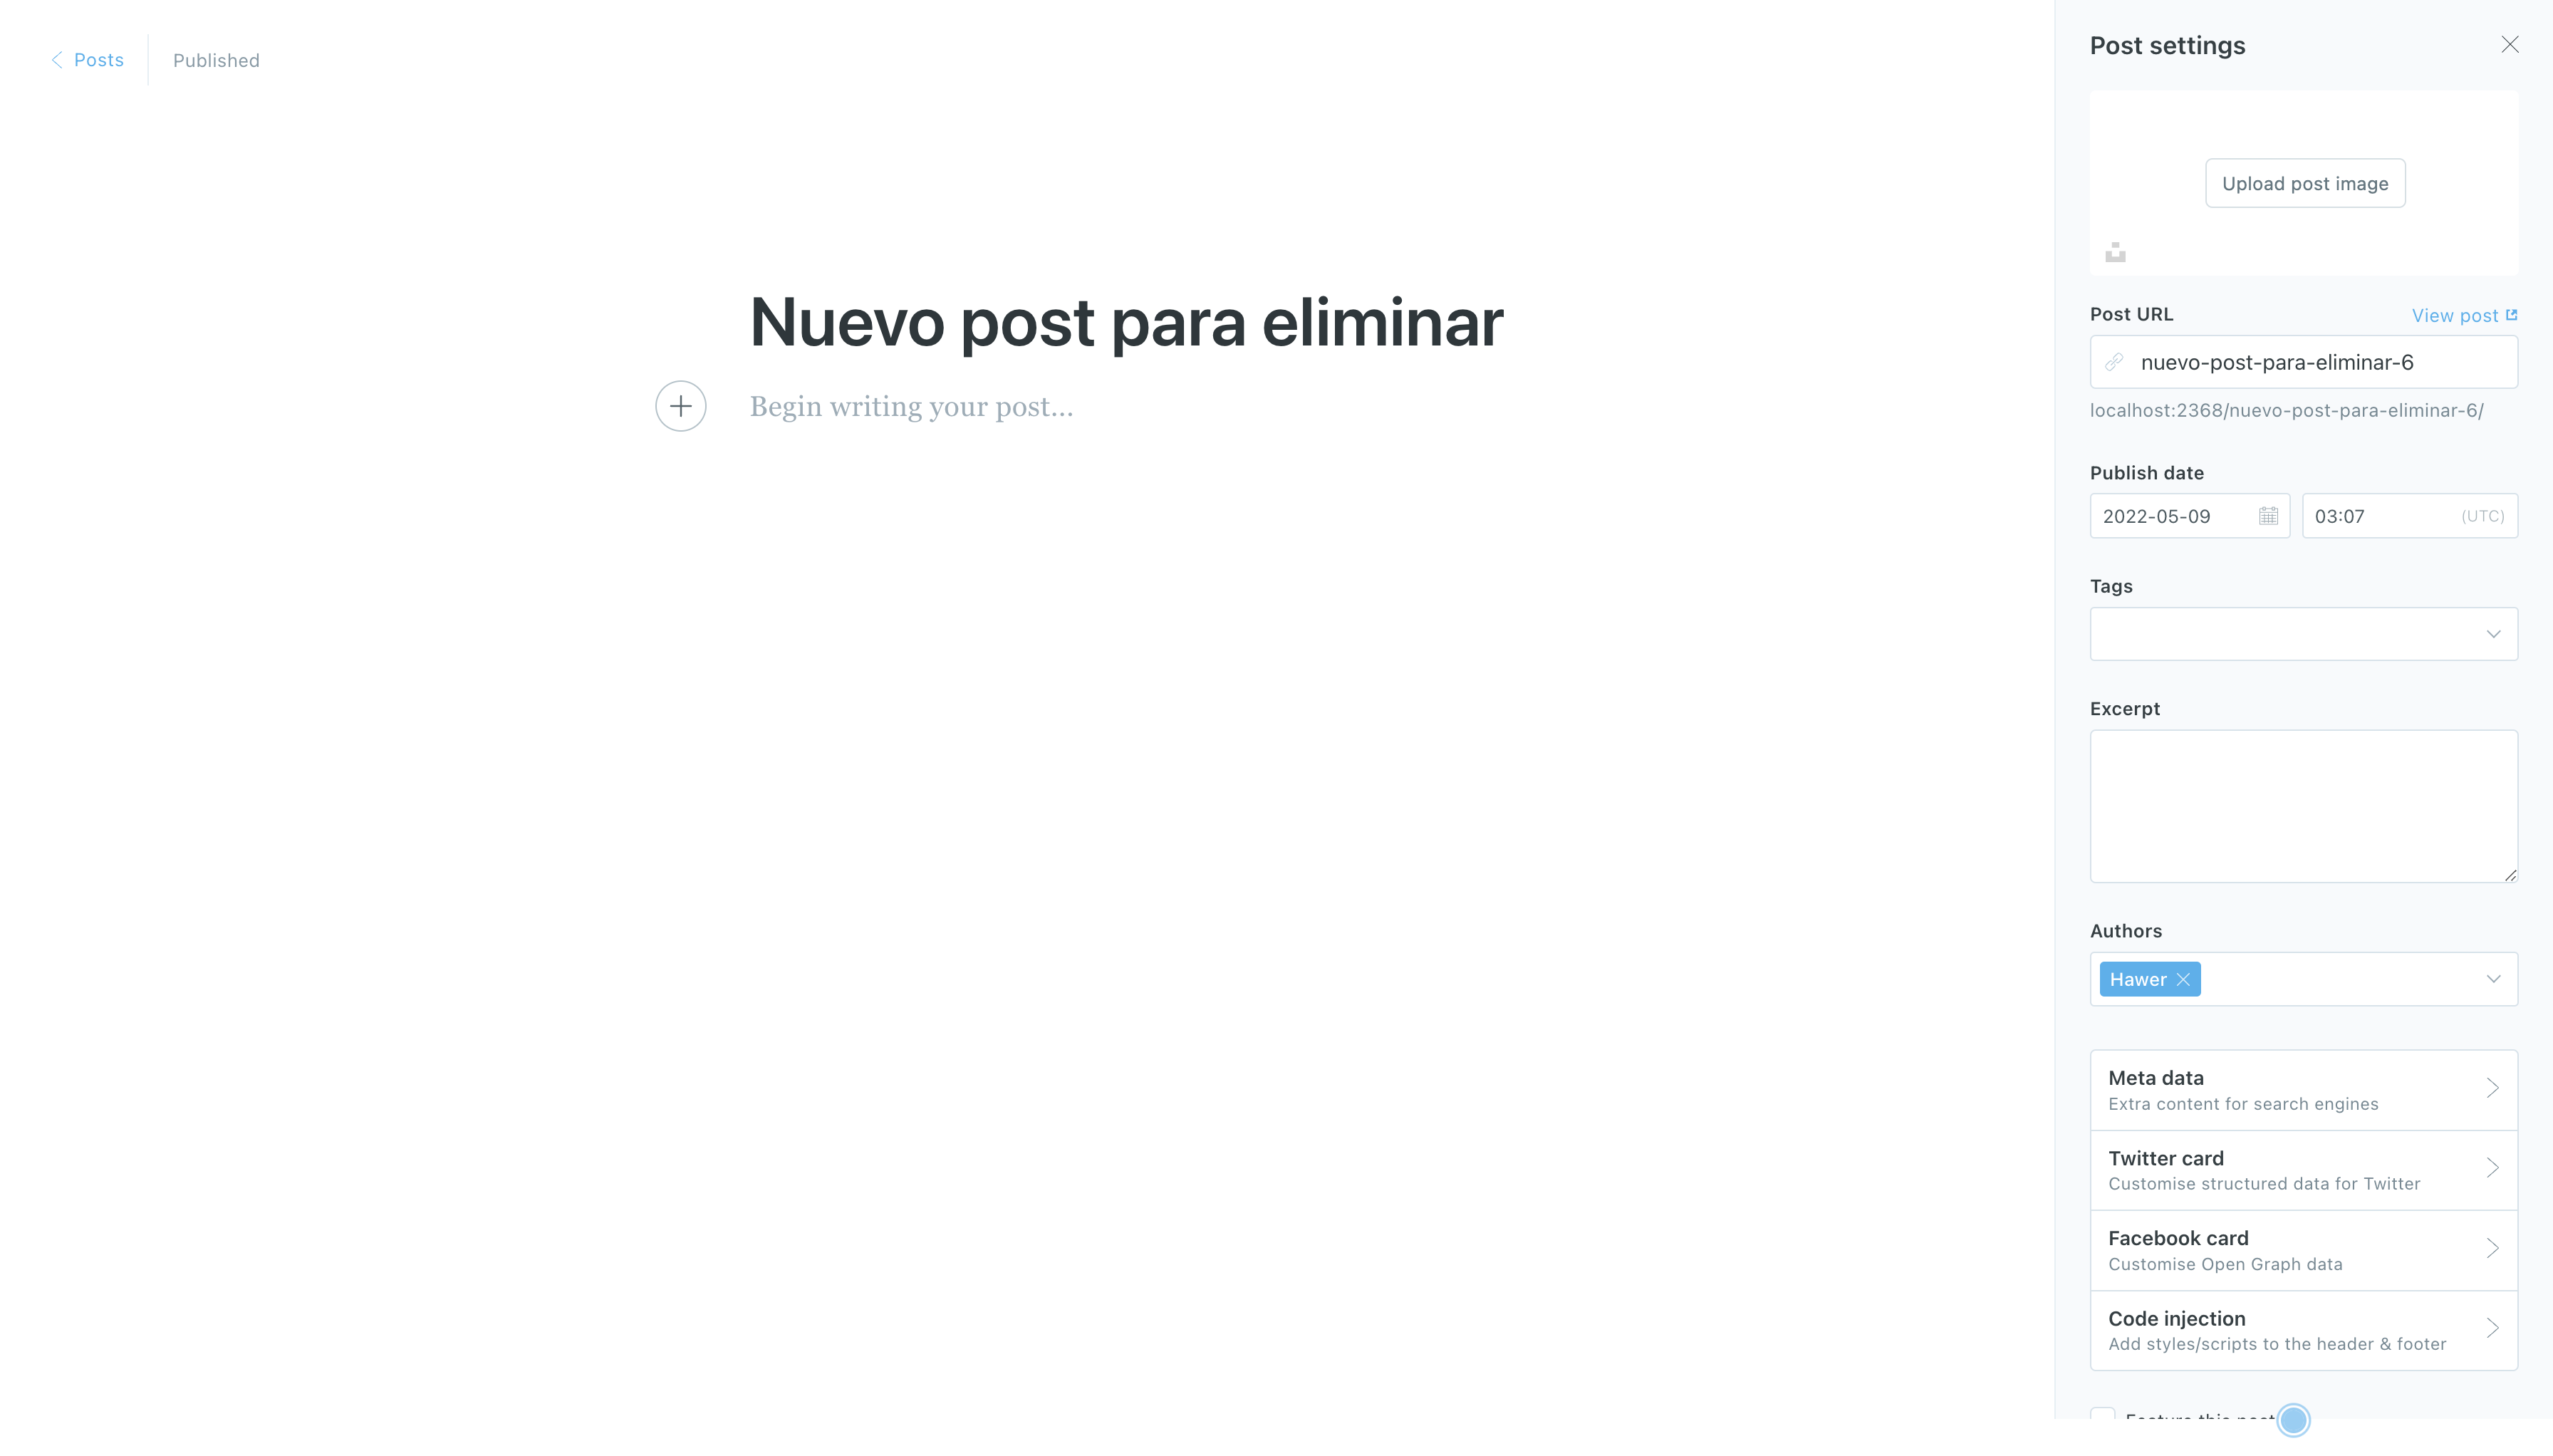 Posts
Published
Nuevo post para eliminar
Begin writing your post...
Post settings
Upload post image
Post URL
View post
nuevo-post-para-eliminar-6
localhost:2368/nuevo-post-para-eliminar-6/
Publish date
2022-05-09
03:07
(UTC)
Tags
Excerpt
Authors
Hawer
Meta data
Extra content for search engines
Twitter card
Customise structured data for Twitter
Facebook card
Customise Open Graph data
Code injection
Add styles/scripts to the header & footer
Feature this post